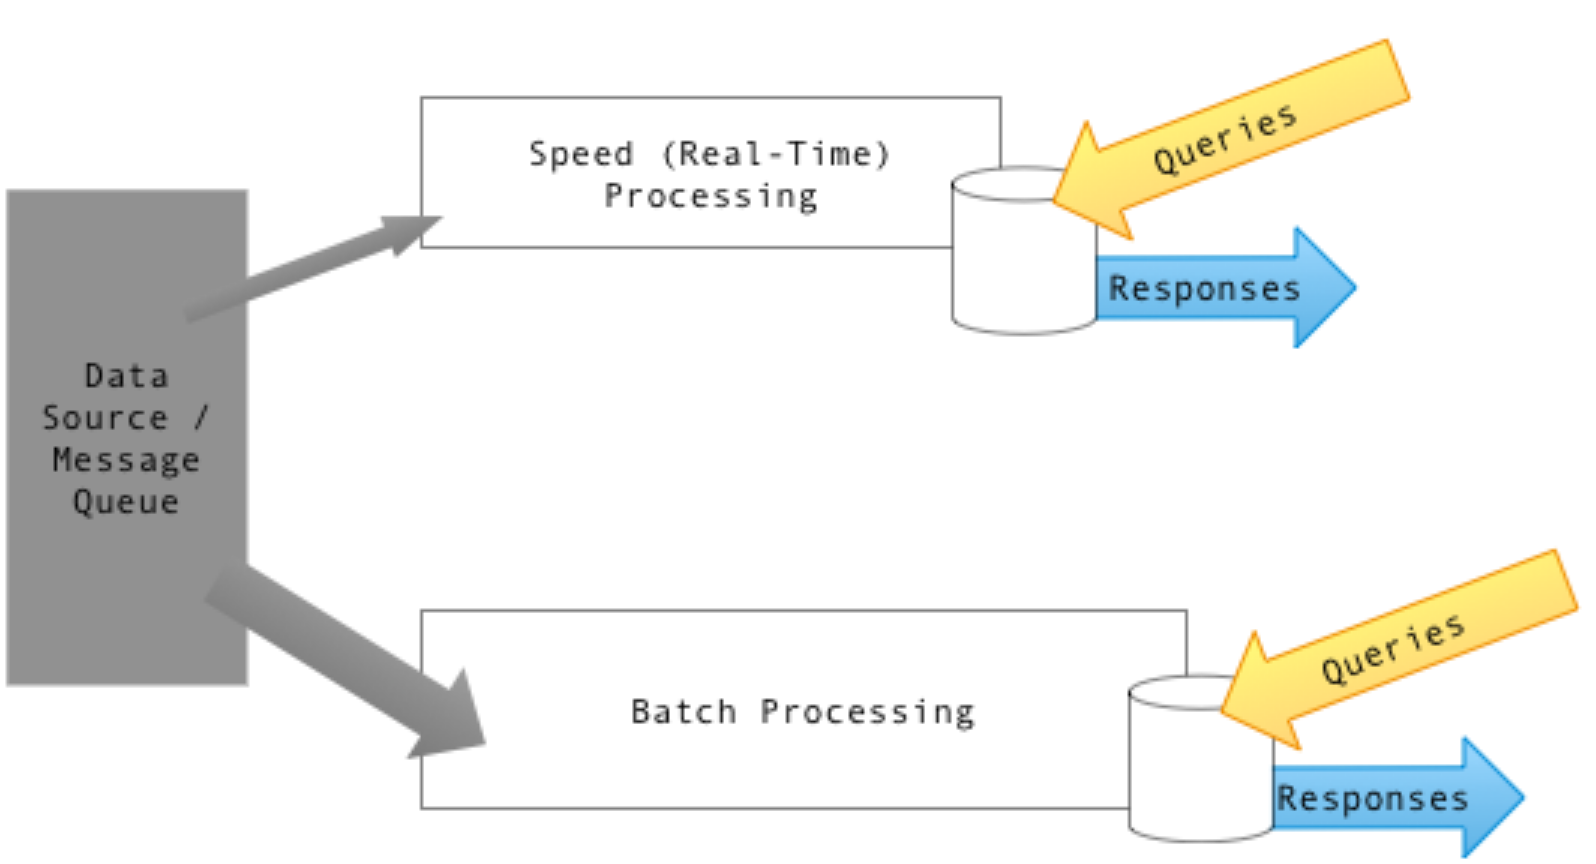 Speed (Real-Time)
Processing
Queries
Responses
Data
Source /
Message
Queue
Batch Processing
Queries
Responses